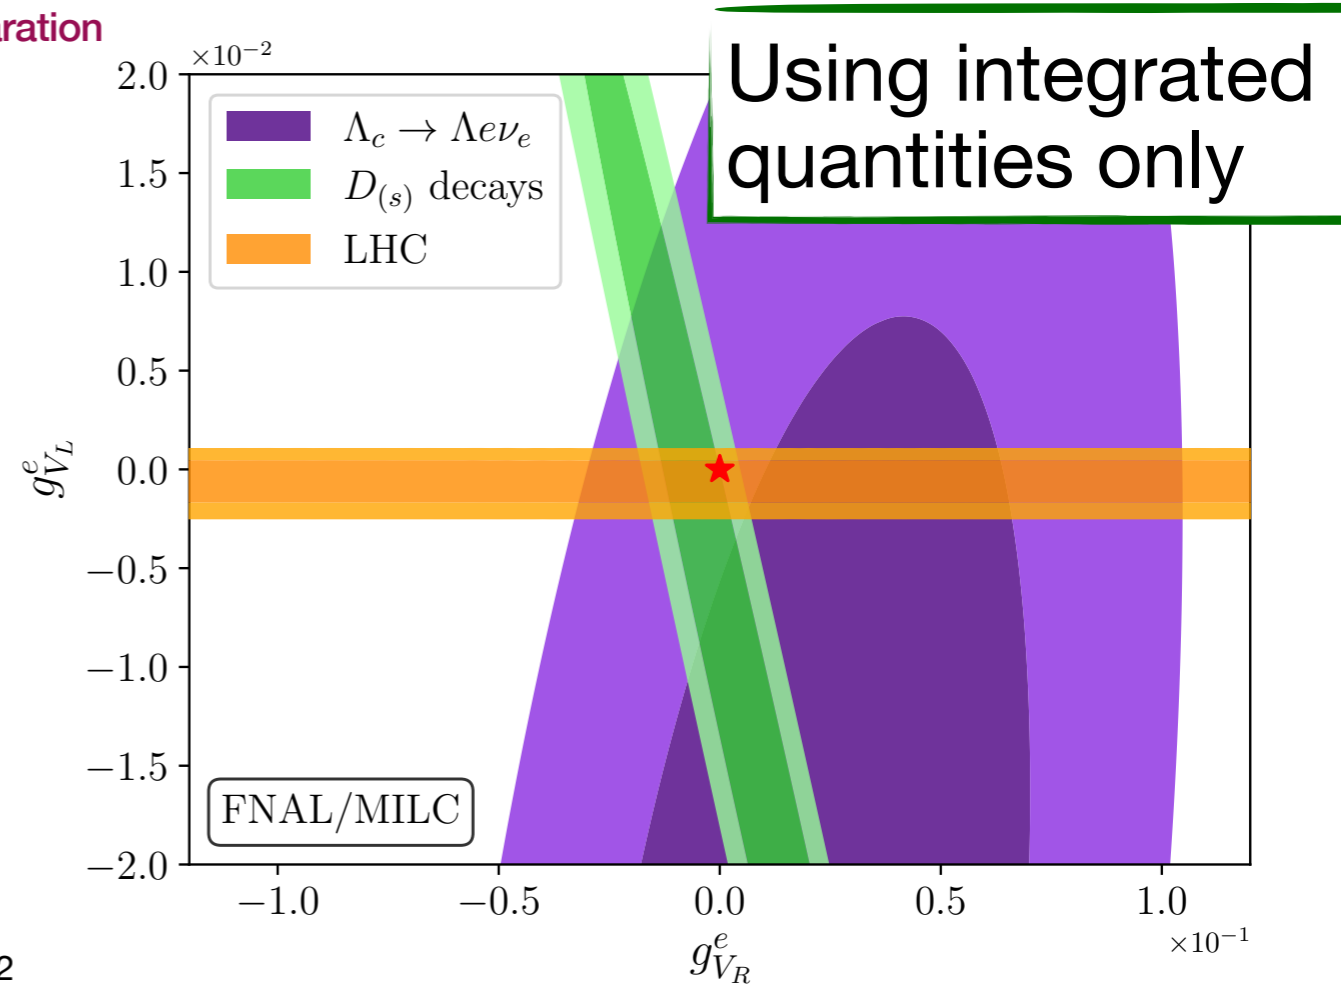 aration
Using integrated
quantities only
×10⁻²
2.0
1.5
1.0
0.5
0.0
−0.5
−1.0
−1.5
−2.0
Λ_c → Λeν_e
D_(s) decays
LHC
g^e_{V_L}
FNAL/MILC
−1.0
−0.5
0.0
0.5
1.0
×10⁻¹
g^e_{V_R}
2